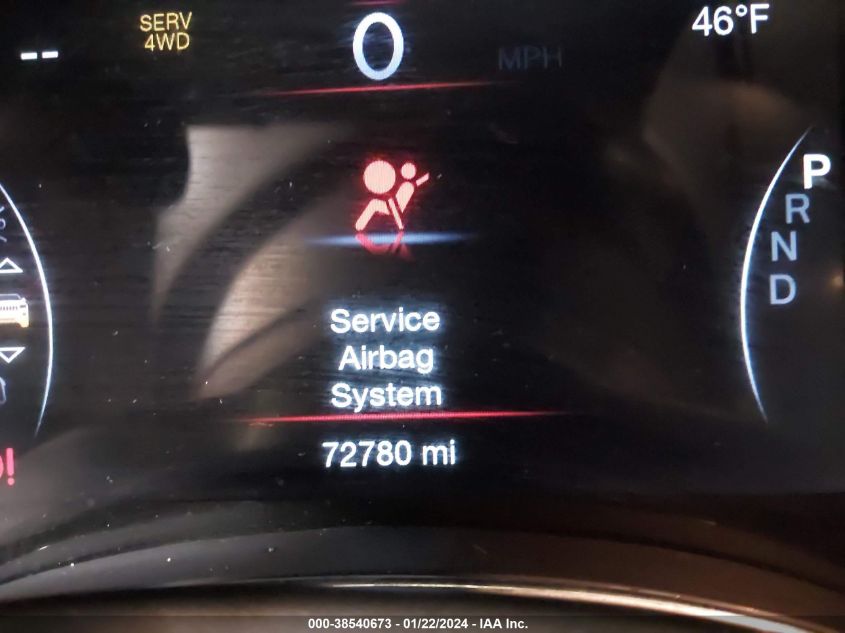 SERV
4WD
--
0
MPH
46°F
P
R
N
D
Service
Airbag
System
72780 mi
!
000-38540673 - 01/22/2024 - IAA Inc.